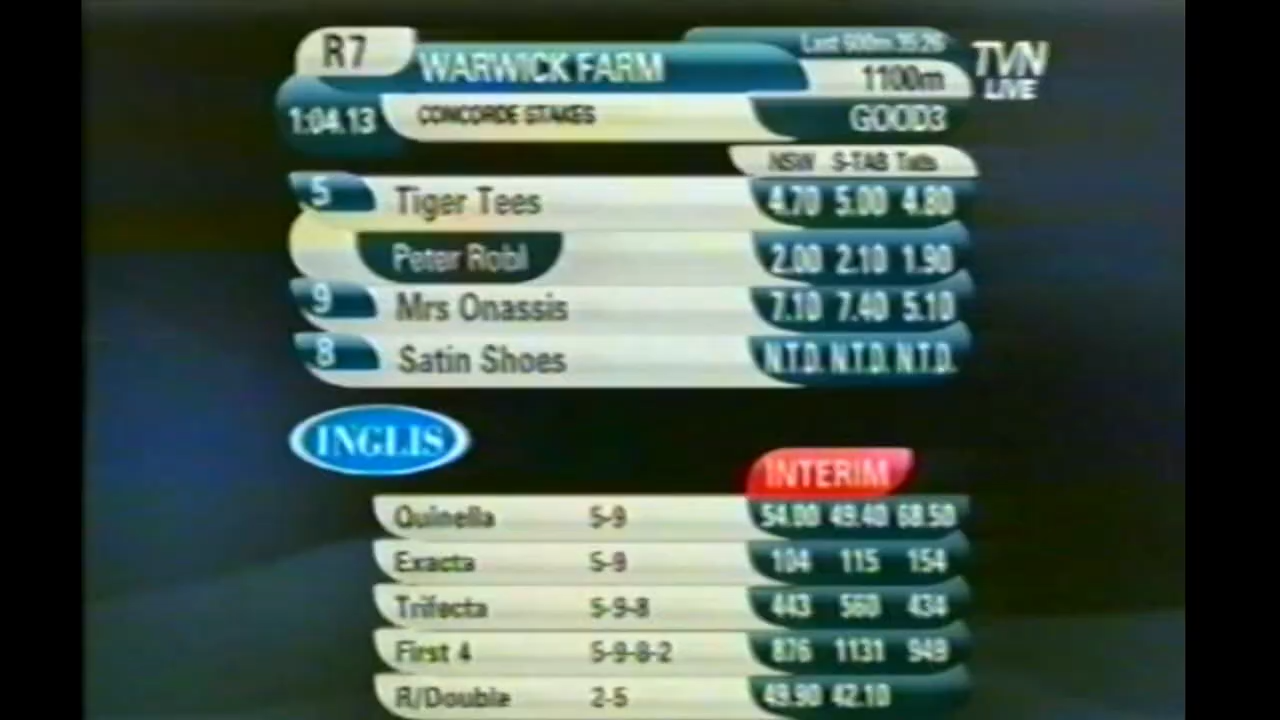 R7 WARWICK FARM Last 900m 35.26 TVN
1100m LIVE
1:04.13 CONCORDE STAKES GOOD3
NSW S-TAB Tatts
5 Tiger Tees 4.70 5.00 4.80
Peter Robl 2.00 2.10 1.90
9 Mrs Onassis 7.10 7.40 5.10
8 Satin Shoes N.T.D. N.T.D. N.T.D.
INGLIS
INTERIM
Quinella 5-9 54.00 49.40 68.50
Exacta 5-9 104 115 154
Trifecta 5-9-8 443 560 434
First 4 5-9-8-2 876 1131 949
R/Double 2-5 49.90 42.10